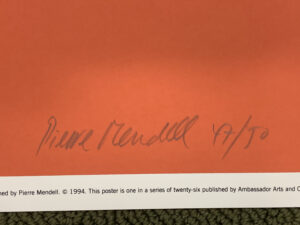 Pierre Mendell 47/50
ned by Pierre Mendell. © 1994. This poster is one in a series of twenty-six published by Ambassador Arts and C